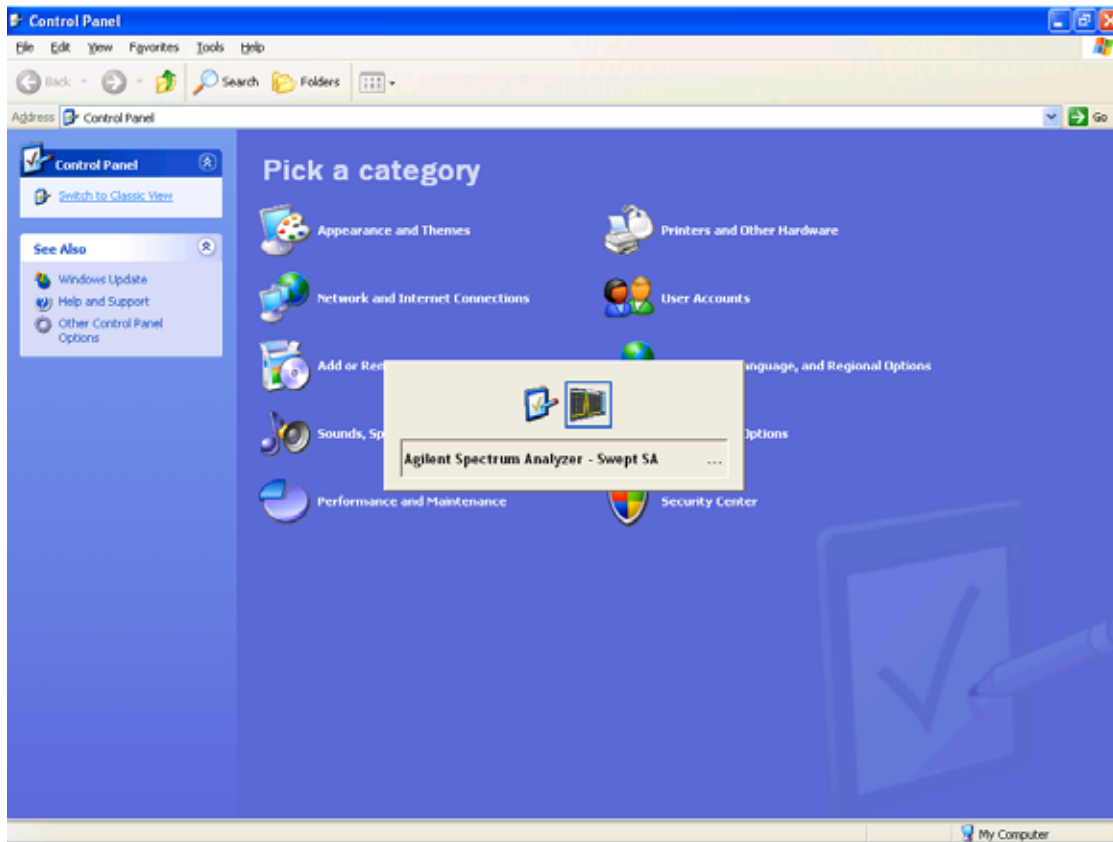 Control Panel
File Edit View Favorites Tools Help
Back Search Folders
Address Control Panel Go
Control Panel
Switch to Classic View
See Also
Windows Update
Help and Support
Other Control Panel
Options
Pick a category
Appearance and Themes
Printers and Other Hardware
Network and Internet Connections
User Accounts
Add or
nguage, and Regional Options
Sounds, Sp
Options
Agilent Spectrum Analyzer - Swept SA ...
Performance and Maintenance
Security Center
My Computer